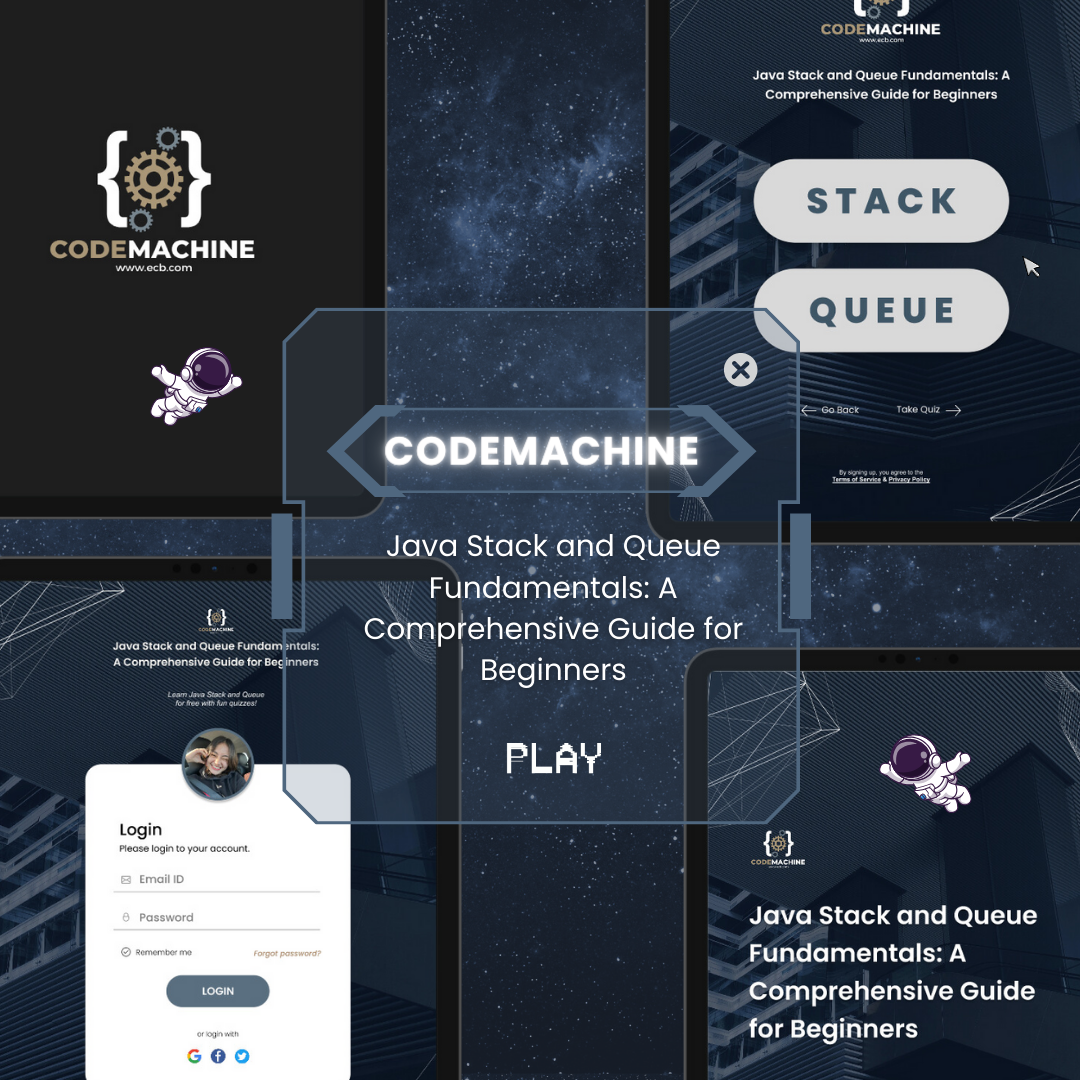 CODEMACHINE
www.ecb.com
CODEMACHINE
www.ecb.com
Java Stack and Queue Fundamentals: A
Comprehensive Guide for Beginners
STACK
QUEUE
Go Back
Take Quiz
By signing up, you agree to the
Terms of Service & Privacy Policy
CODEMACHINE
Java Stack and Queue
Fundamentals: A
Comprehensive Guide for
Beginners
PLAY
CODEMACHINE
Java Stack and Queue Fundamentals:
A Comprehensive Guide for Beginners
Learn Java Stack and Queue
for free with fun quizzes!
Login
Please login to your account.
Email ID
Password
Remember me
Forgot password?
LOGIN
or login with
CODEMACHINE
Java Stack and Queue
Fundamentals: A
Comprehensive Guide
for Beginners